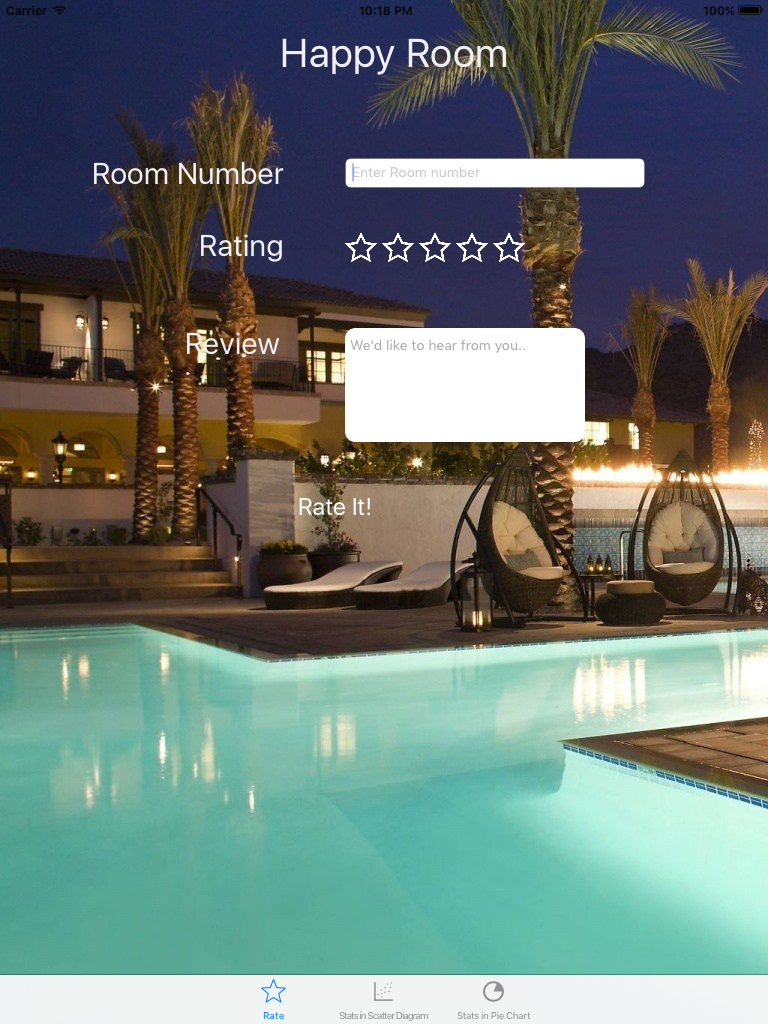 Carrier 10:18 PM 100%
Happy Room
Room Number Enter Room number
Rating
Review We'd like to hear from you..
Rate It!
Rate Stats in Scatter Diagram Stats in Pie Chart